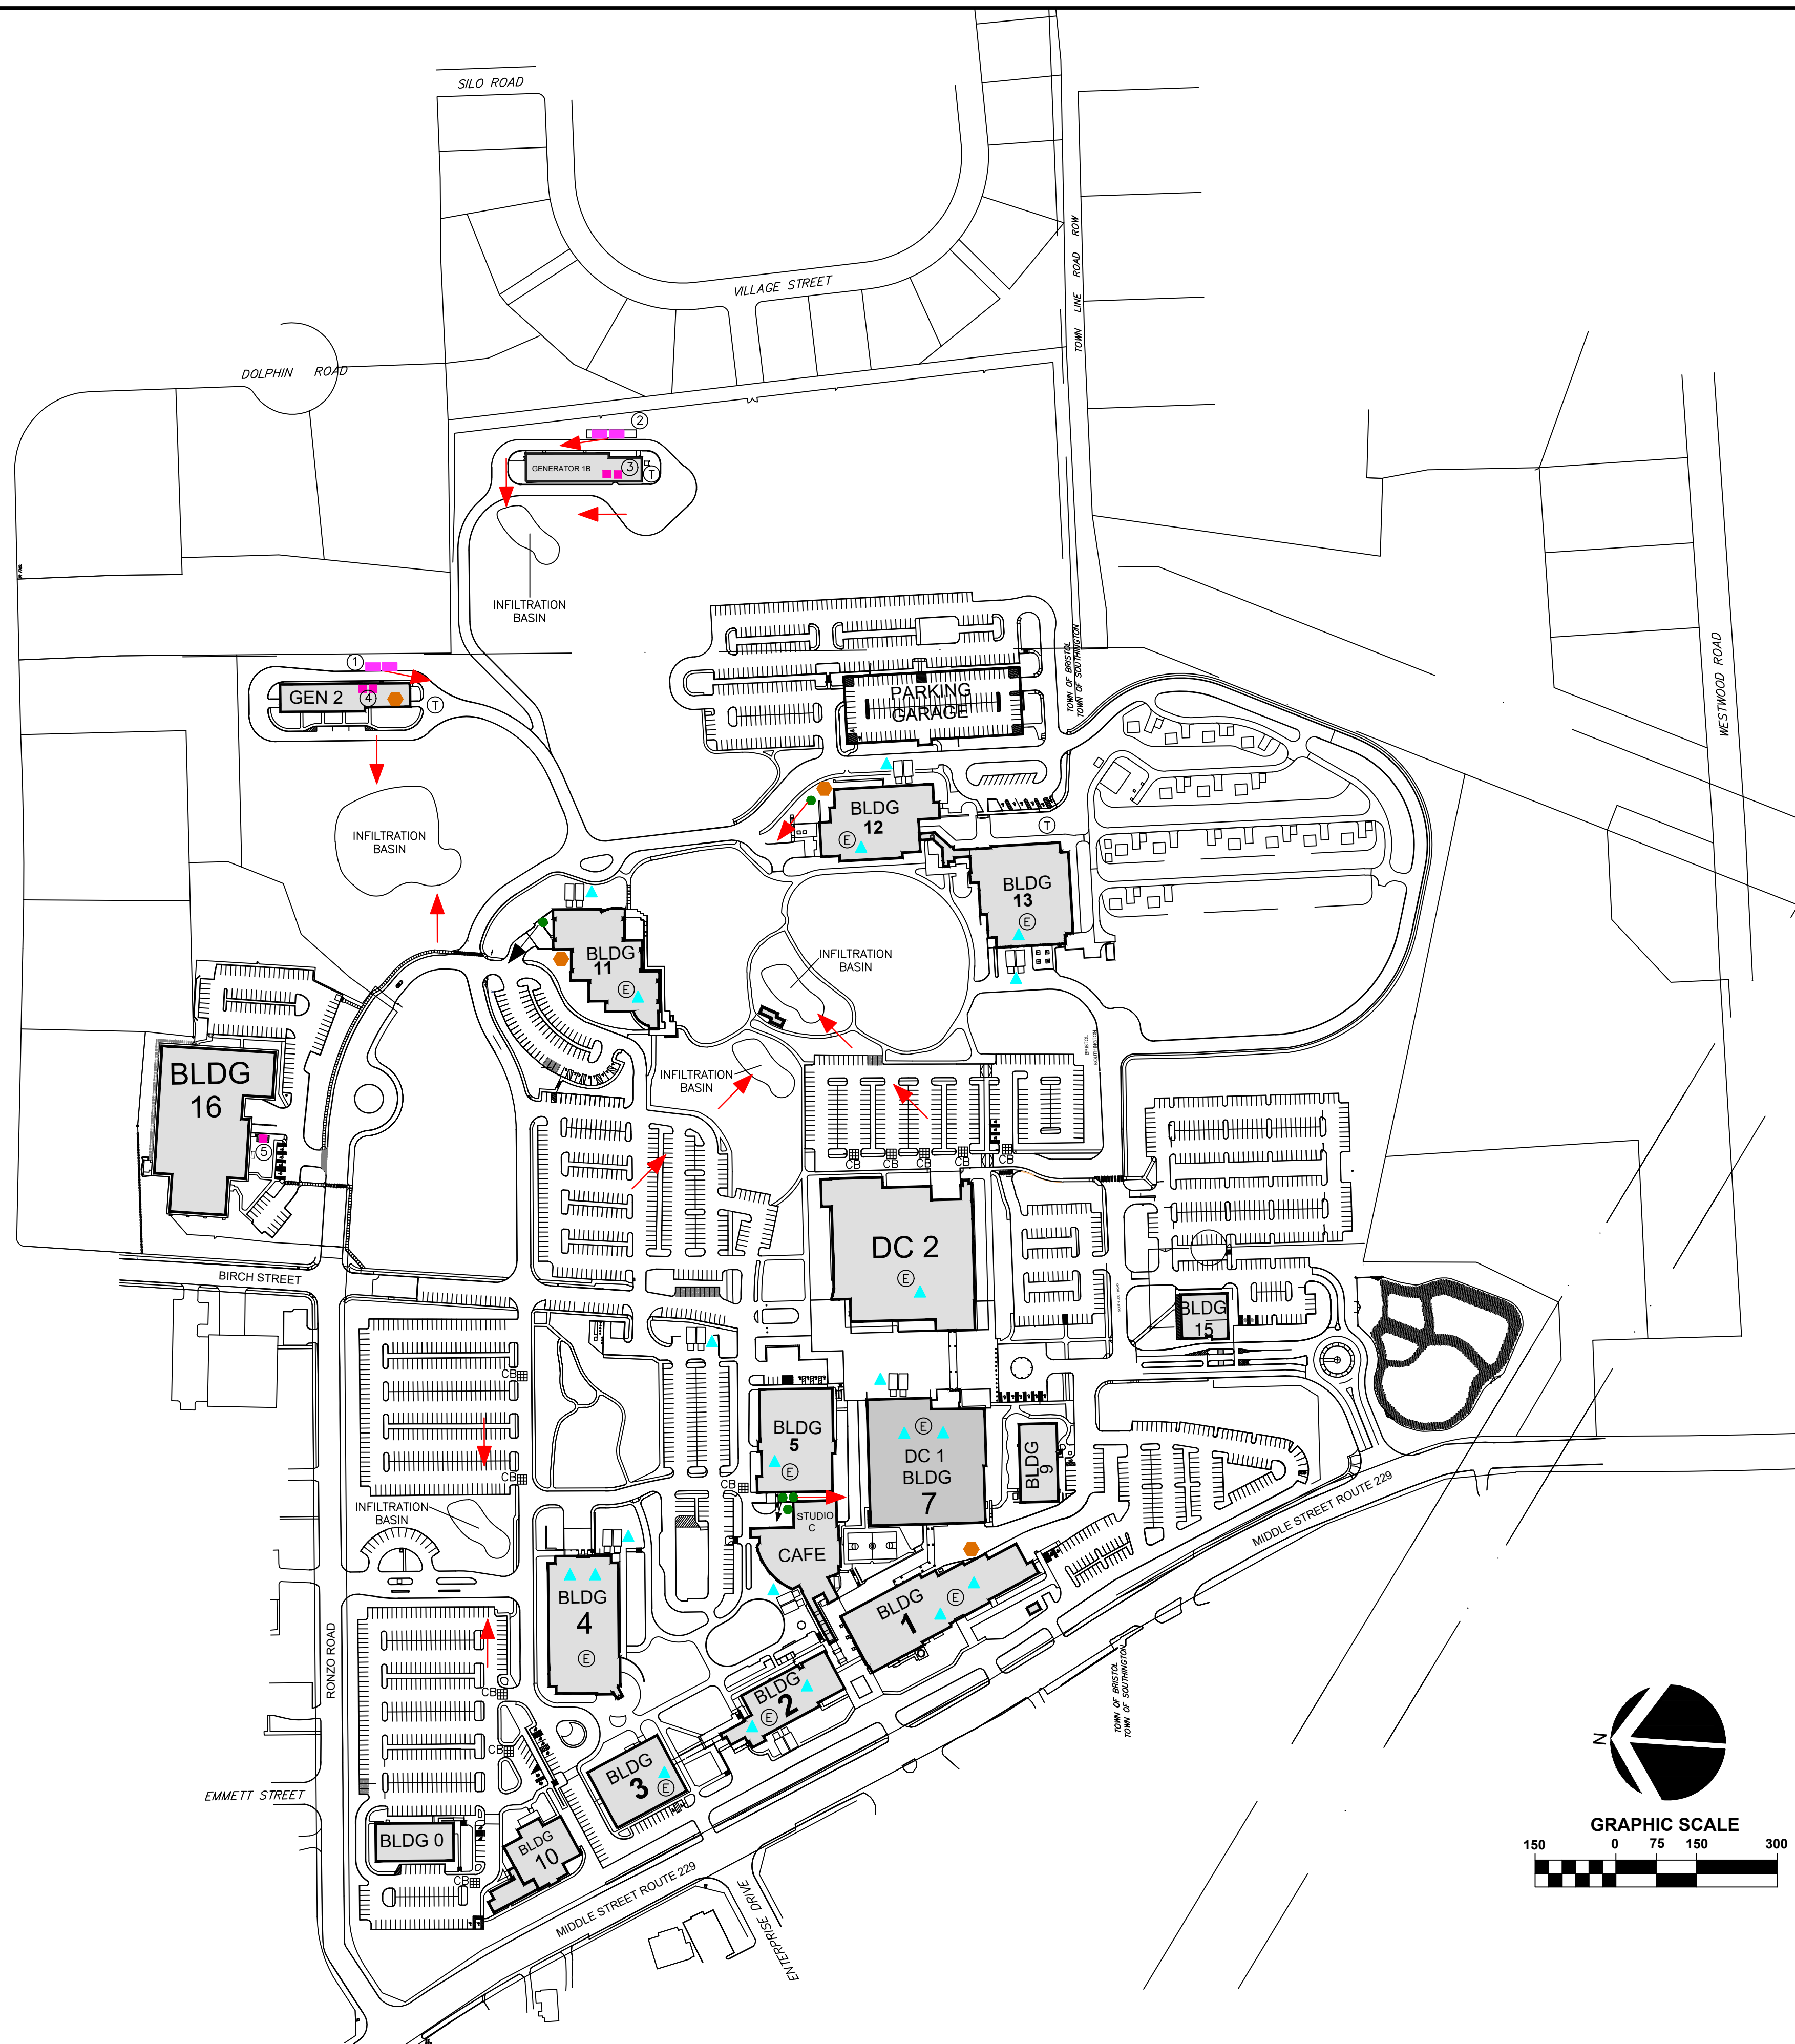 SILO ROAD
VILLAGE STREET
TOWN LINE ROAD ROW
DOLPHIN ROAD
2
GENERATOR 1B
3
T
INFILTRATION
BASIN
WESTWOOD ROAD
TOWN OF BRISTOL
TOWN OF SOUTHINGTON
1
GEN 2
4
T
PARKING
GARAGE
BLDG
12
E
T
INFILTRATION
BASIN
BLDG
13
E
BLDG
11
E
INFILTRATION
BASIN
BRISTOL
SOUTHINGTON
BLDG
16
5
INFILTRATION
BASIN
CB
CB
CB
CB
CB
DC 2
E
BIRCH STREET
BLDG
15
CB
BLDG
5
E
E
DC 1
BLDG
7
BLDG
9
CB
CB
INFILTRATION
BASIN
STUDIO
C
CAFE
MIDDLE STREET ROUTE 229
BLDG
4
E
BLDG
1
E
RONZO ROAD
TOWN OF BRISTOL
TOWN OF SOUTHINGTON
CB
BLDG
2
E
CB
BLDG
3
E
EMMETT STREET
BLDG 0
BLDG
10
CB
MIDDLE STREET ROUTE 229
ENTERPRISE DRIVE
N
GRAPHIC SCALE
150 0 75 150 300